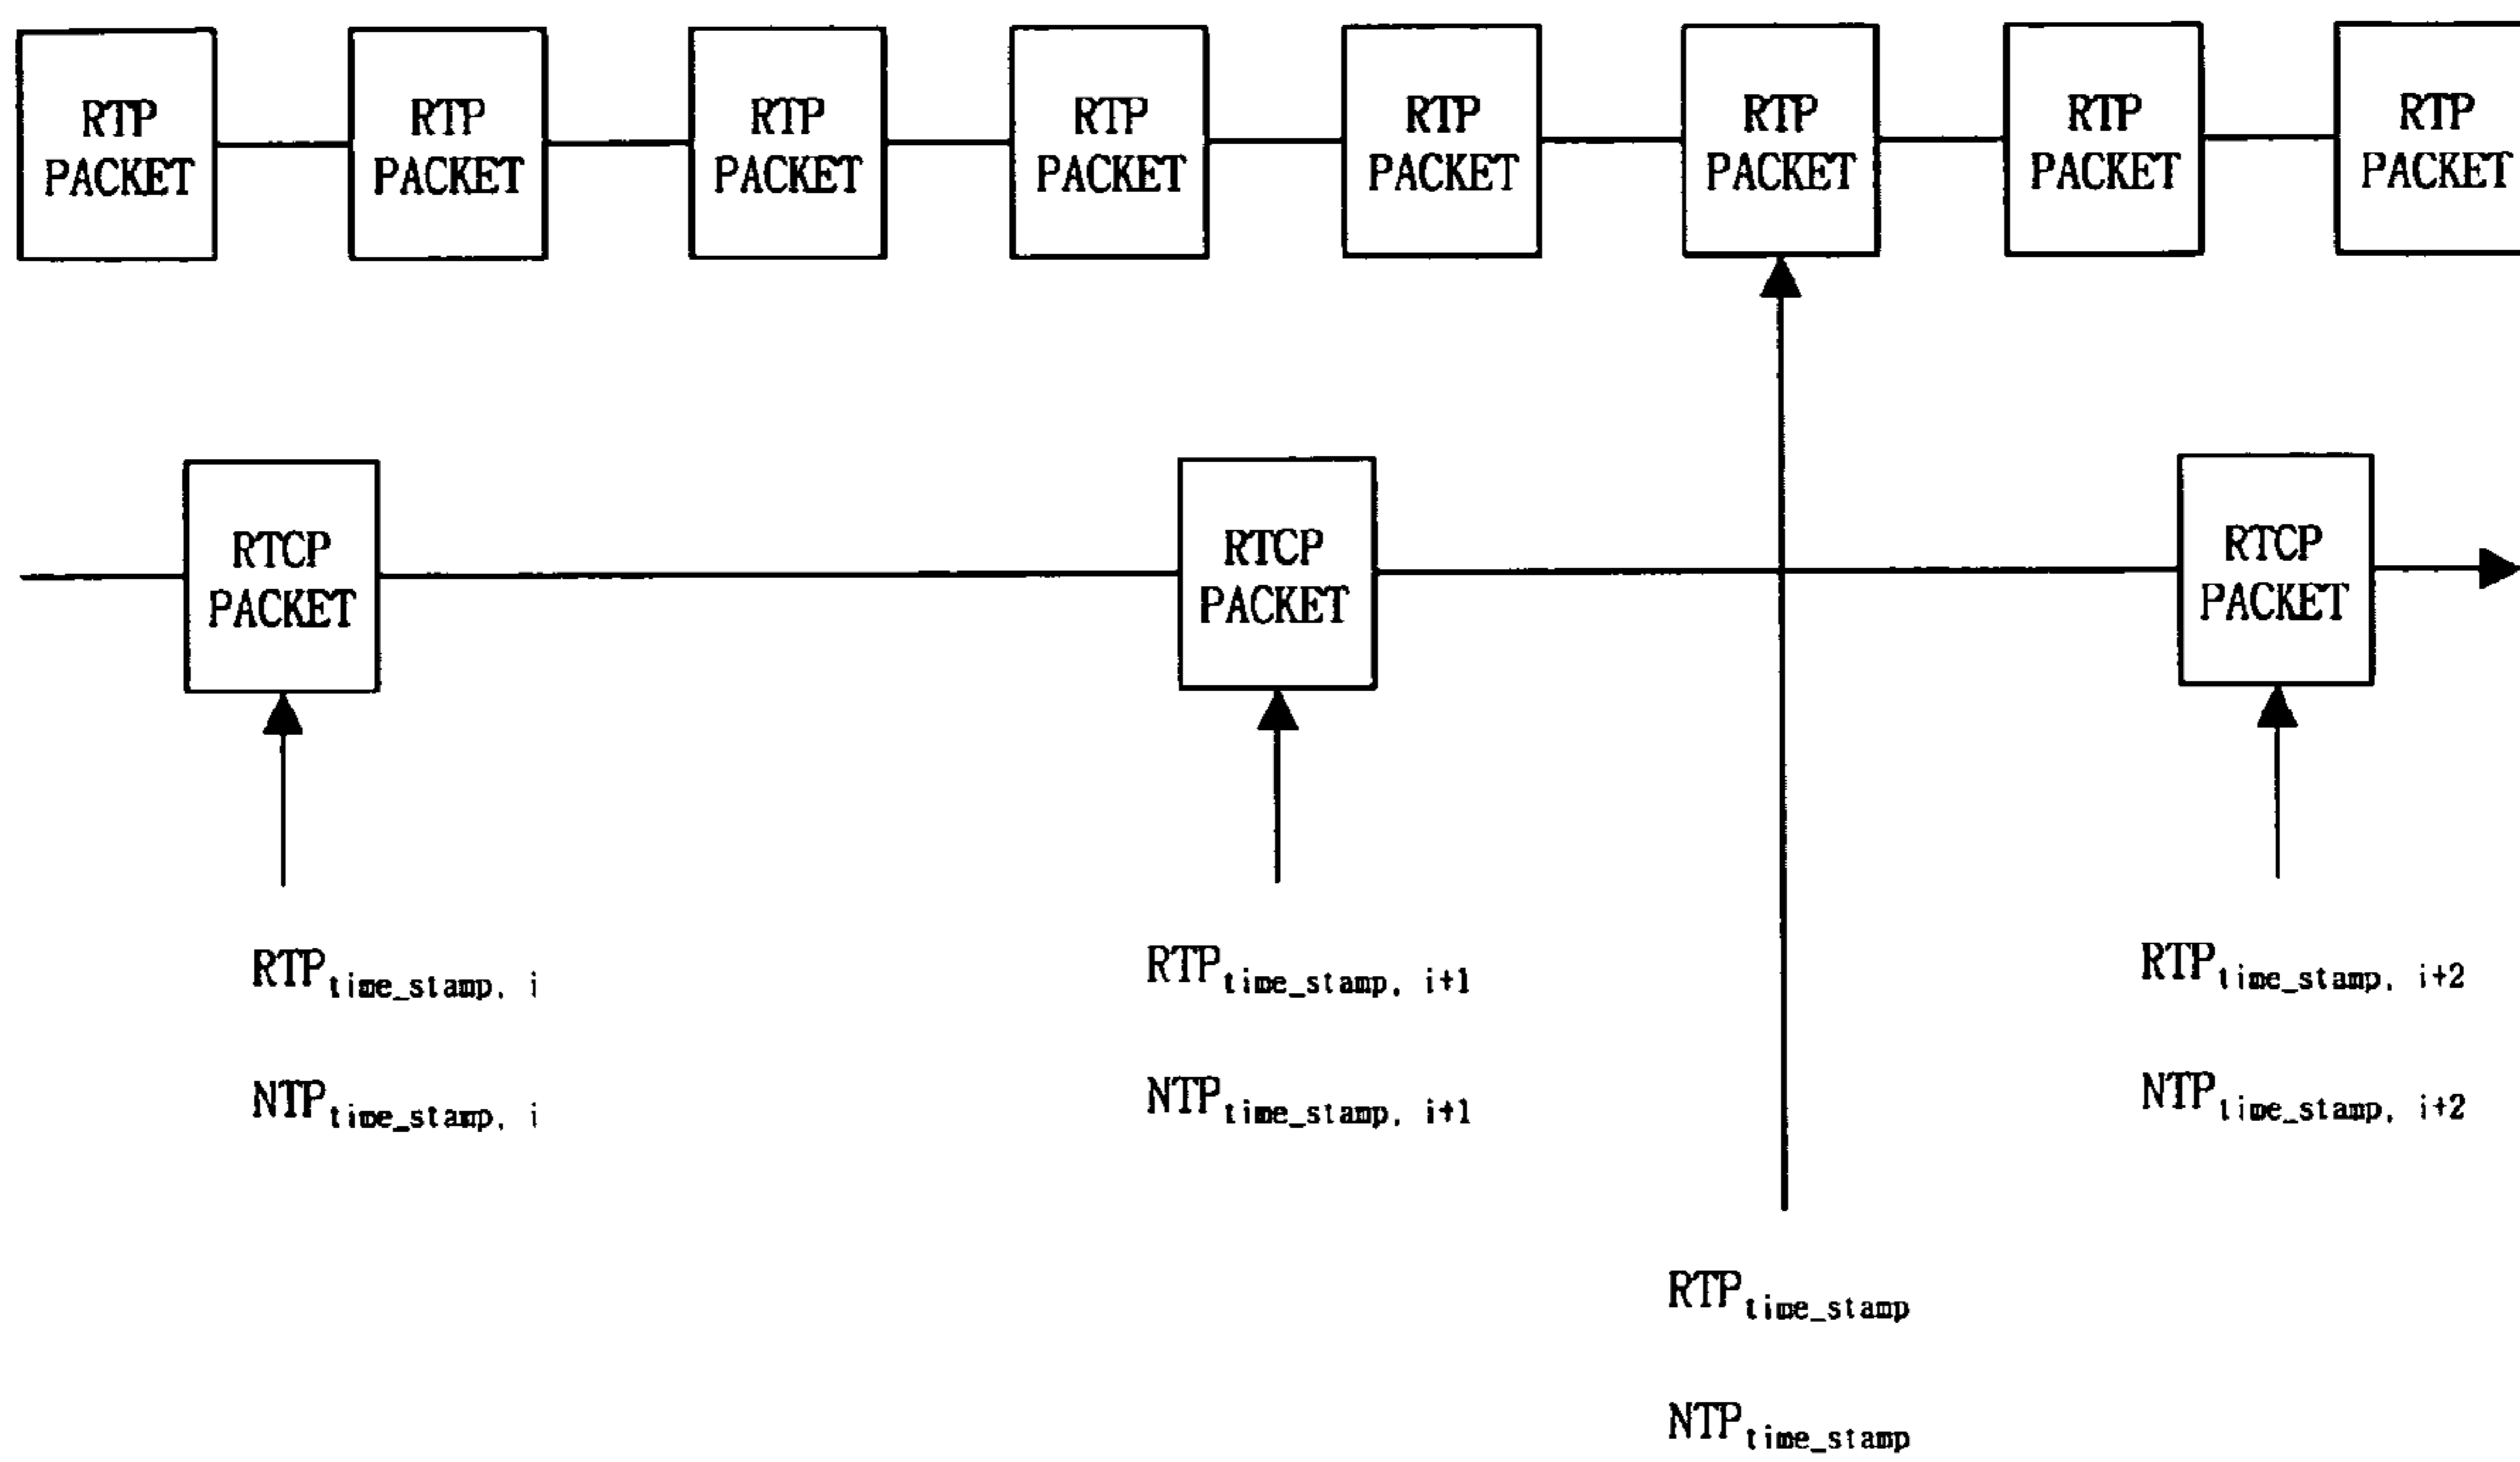 RTP
PACKET
RTP
PACKET
RTP
PACKET
RTP
PACKET
RTP
PACKET
RTP
PACKET
RTP
PACKET
RTP
PACKET
RTCP
PACKET
RTCP
PACKET
RTCP
PACKET
RTPtime_stamp, i
NTPtime_stamp, i
RTPtime_stamp, i+1
NTPtime_stamp, i+1
RTPtime_stamp, i+2
NTPtime_stamp, i+2
RTPtime_stamp
NTPtime_stamp